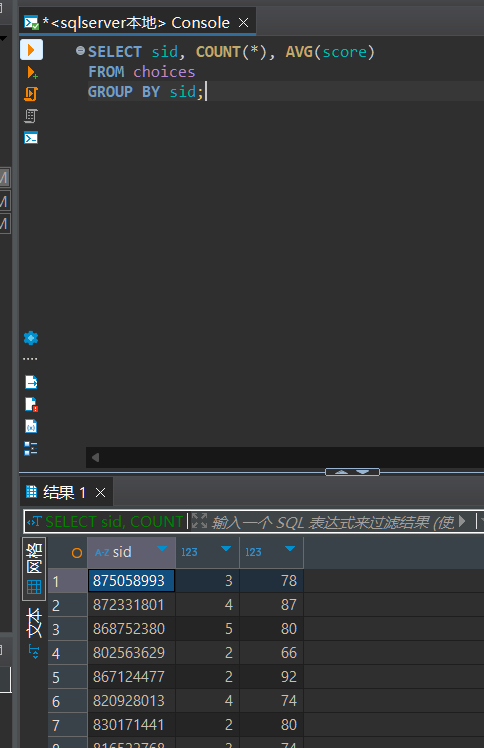 *<sqlserver本地> Console
SELECT sid, COUNT(*), AVG(score)
FROM choices
GROUP BY sid;
结果 1
SELECT sid, COUNT 输入一个 SQL 表达式来过滤结果 (使
网格
文本
A-Z sid 123 123
1 875058993 3 78
2 872331801 4 87
3 868752380 5 80
4 802563629 2 66
5 867124477 2 92
6 820928013 4 74
7 830171441 2 80